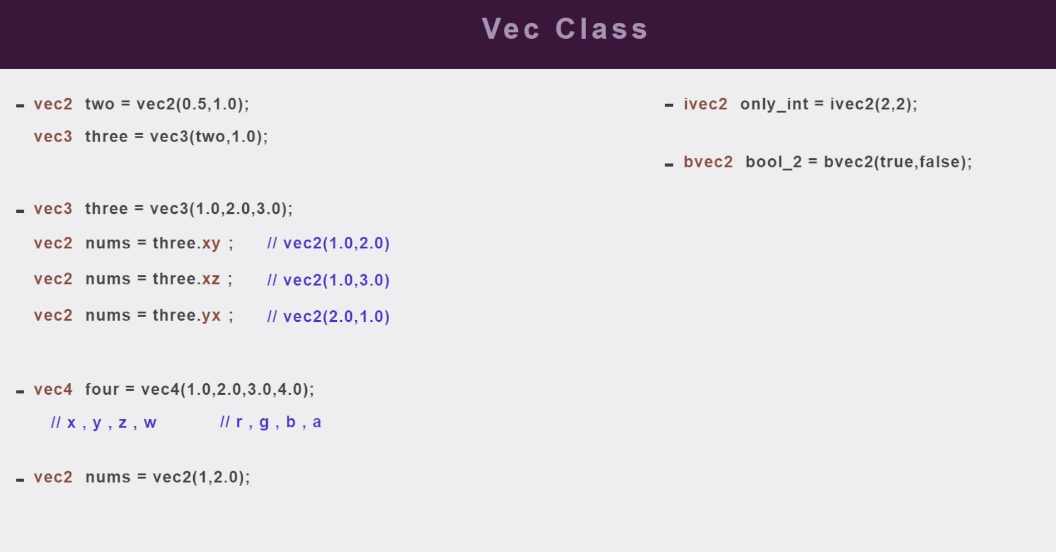 Vec Class
- vec2 two = vec2(0.5,1.0);
vec3 three = vec3(two,1.0);
- vec3 three = vec3(1.0,2.0,3.0);
vec2 nums = three.xy ; // vec2(1.0,2.0)
vec2 nums = three.xz ; // vec2(1.0,3.0)
vec2 nums = three.yx ; // vec2(2.0,1.0)
- vec4 four = vec4(1.0,2.0,3.0,4.0);
// x , y , z , w // r , g , b , a
- vec2 nums = vec2(1,2.0);
- ivec2 only_int = ivec2(2,2);
- bvec2 bool_2 = bvec2(true,false);